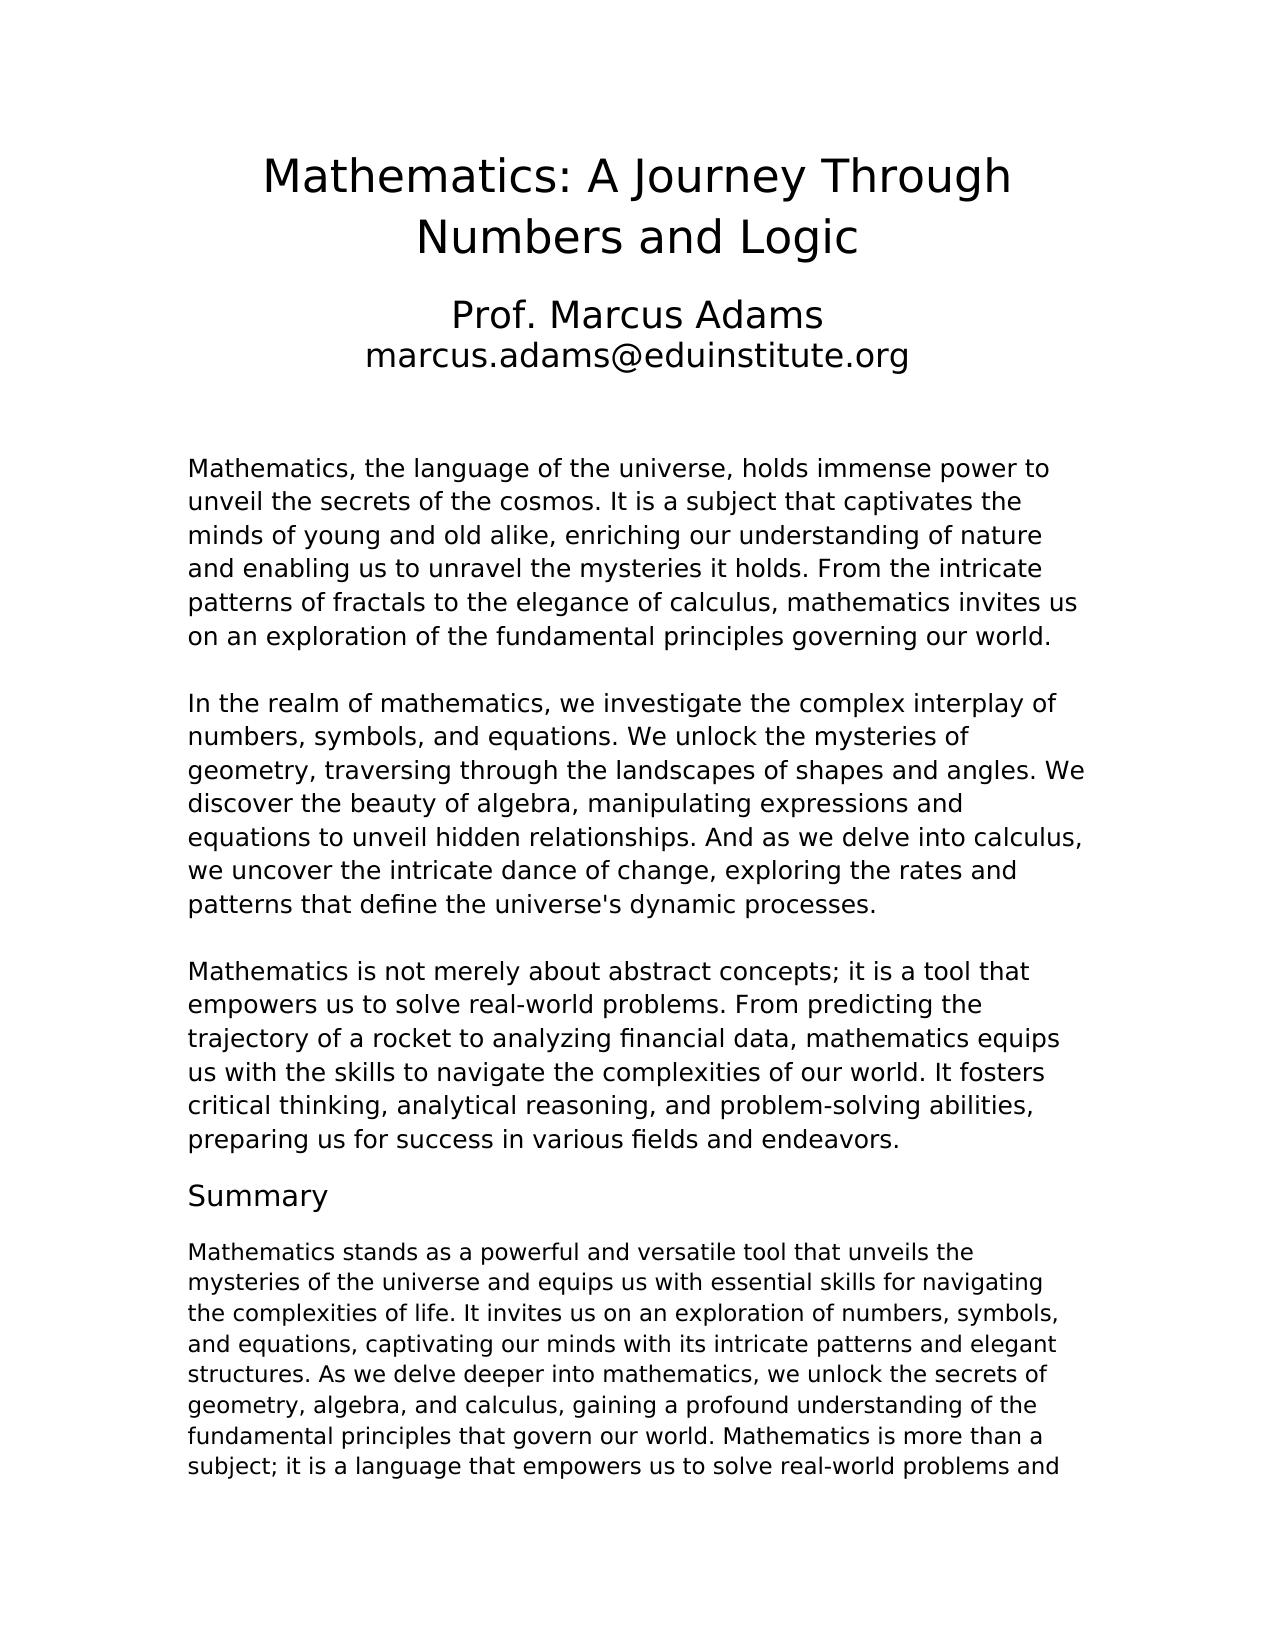 Mathematics: A Journey Through
Numbers and Logic
Prof. Marcus Adams
marcus.adams@eduinstitute.org
Mathematics, the language of the universe, holds immense power to
unveil the secrets of the cosmos. It is a subject that captivates the
minds of young and old alike, enriching our understanding of nature
and enabling us to unravel the mysteries it holds. From the intricate
patterns of fractals to the elegance of calculus, mathematics invites us
on an exploration of the fundamental principles governing our world.
In the realm of mathematics, we investigate the complex interplay of
numbers, symbols, and equations. We unlock the mysteries of
geometry, traversing through the landscapes of shapes and angles. We
discover the beauty of algebra, manipulating expressions and
equations to unveil hidden relationships. And as we delve into calculus,
we uncover the intricate dance of change, exploring the rates and
patterns that define the universe's dynamic processes.
Mathematics is not merely about abstract concepts; it is a tool that
empowers us to solve real-world problems. From predicting the
trajectory of a rocket to analyzing financial data, mathematics equips
us with the skills to navigate the complexities of our world. It fosters
critical thinking, analytical reasoning, and problem-solving abilities,
preparing us for success in various fields and endeavors.
Summary
Mathematics stands as a powerful and versatile tool that unveils the
mysteries of the universe and equips us with essential skills for navigating
the complexities of life. It invites us on an exploration of numbers, symbols,
and equations, captivating our minds with its intricate patterns and elegant
structures. As we delve deeper into mathematics, we unlock the secrets of
geometry, algebra, and calculus, gaining a profound understanding of the
fundamental principles that govern our world. Mathematics is more than a
subject; it is a language that empowers us to solve real-world problems and